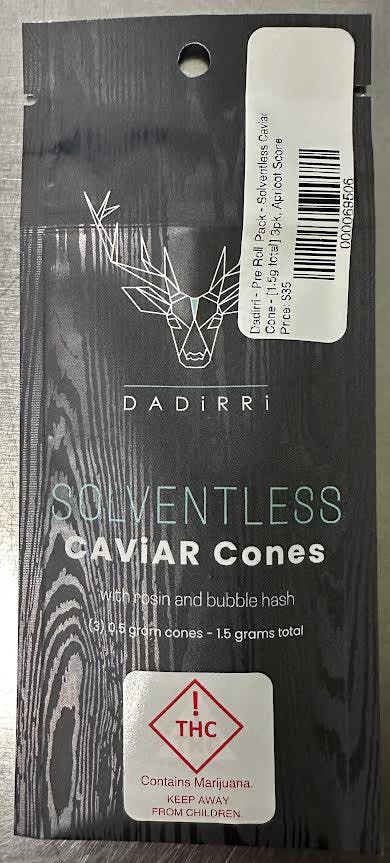 Dadirri - Pre Roll Pack - Solventless Caviar
Cone - [1.5g total] 3pk, Apricot Score
Price: $35
000069506
DADiRRi
SOLVENTLESS
CAViAR Cones
with rosin and bubble hash
(3) 0.5 gram cones - 1.5 grams total
!
THC
Contains Marijuana.
KEEP AWAY
FROM CHILDREN.